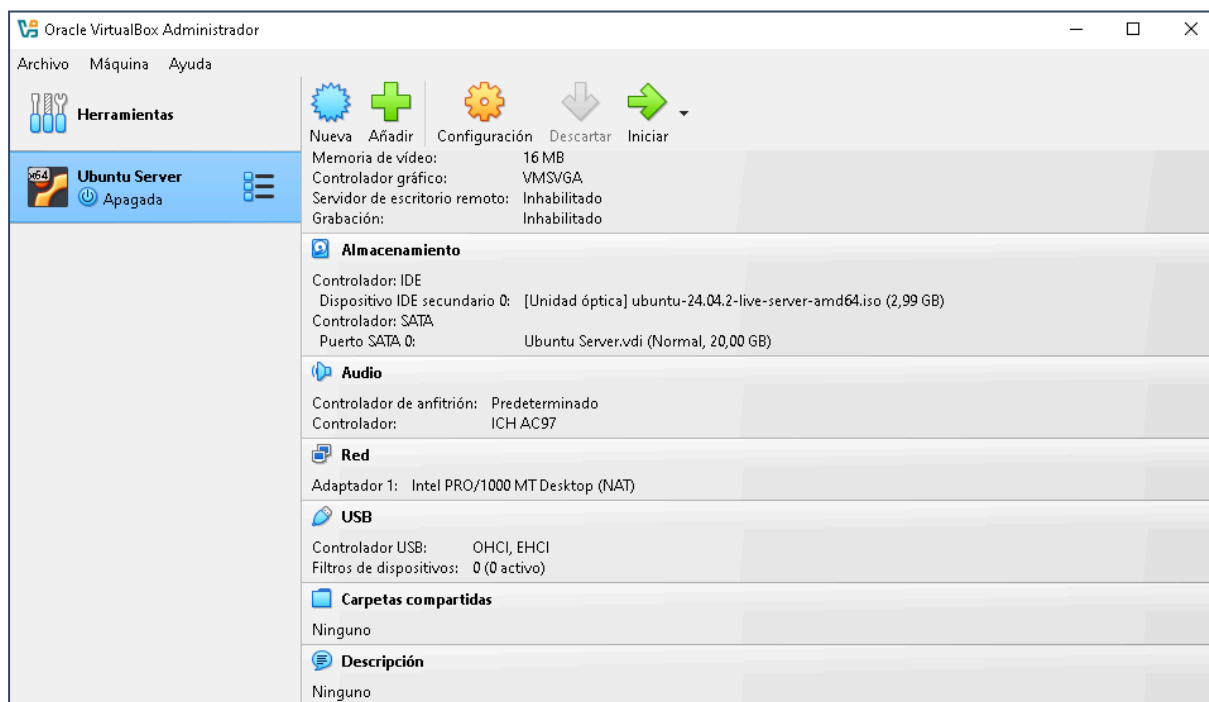 Oracle VirtualBox Administrador
Archivo Máquina Ayuda
Herramientas
Nueva Añadir Configuración Descartar Iniciar
x64 Ubuntu Server
Apagada
Memoria de vídeo: 16 MB
Controlador gráfico: VMSVGA
Servidor de escritorio remoto: Inhabilitado
Grabación: Inhabilitado
Almacenamiento
Controlador: IDE
Dispositivo IDE secundario 0: [Unidad óptica] ubuntu-24.04.2-live-server-amd64.iso (2,99 GB)
Controlador: SATA
Puerto SATA 0: Ubuntu Server.vdi (Normal, 20,00 GB)
Audio
Controlador de anfitrión: Predeterminado
Controlador: ICH AC97
Red
Adaptador 1: Intel PRO/1000 MT Desktop (NAT)
USB
Controlador USB: OHCI, EHCI
Filtros de dispositivos: 0 (0 activo)
Carpetas compartidas
Ninguno
Descripción
Ninguno